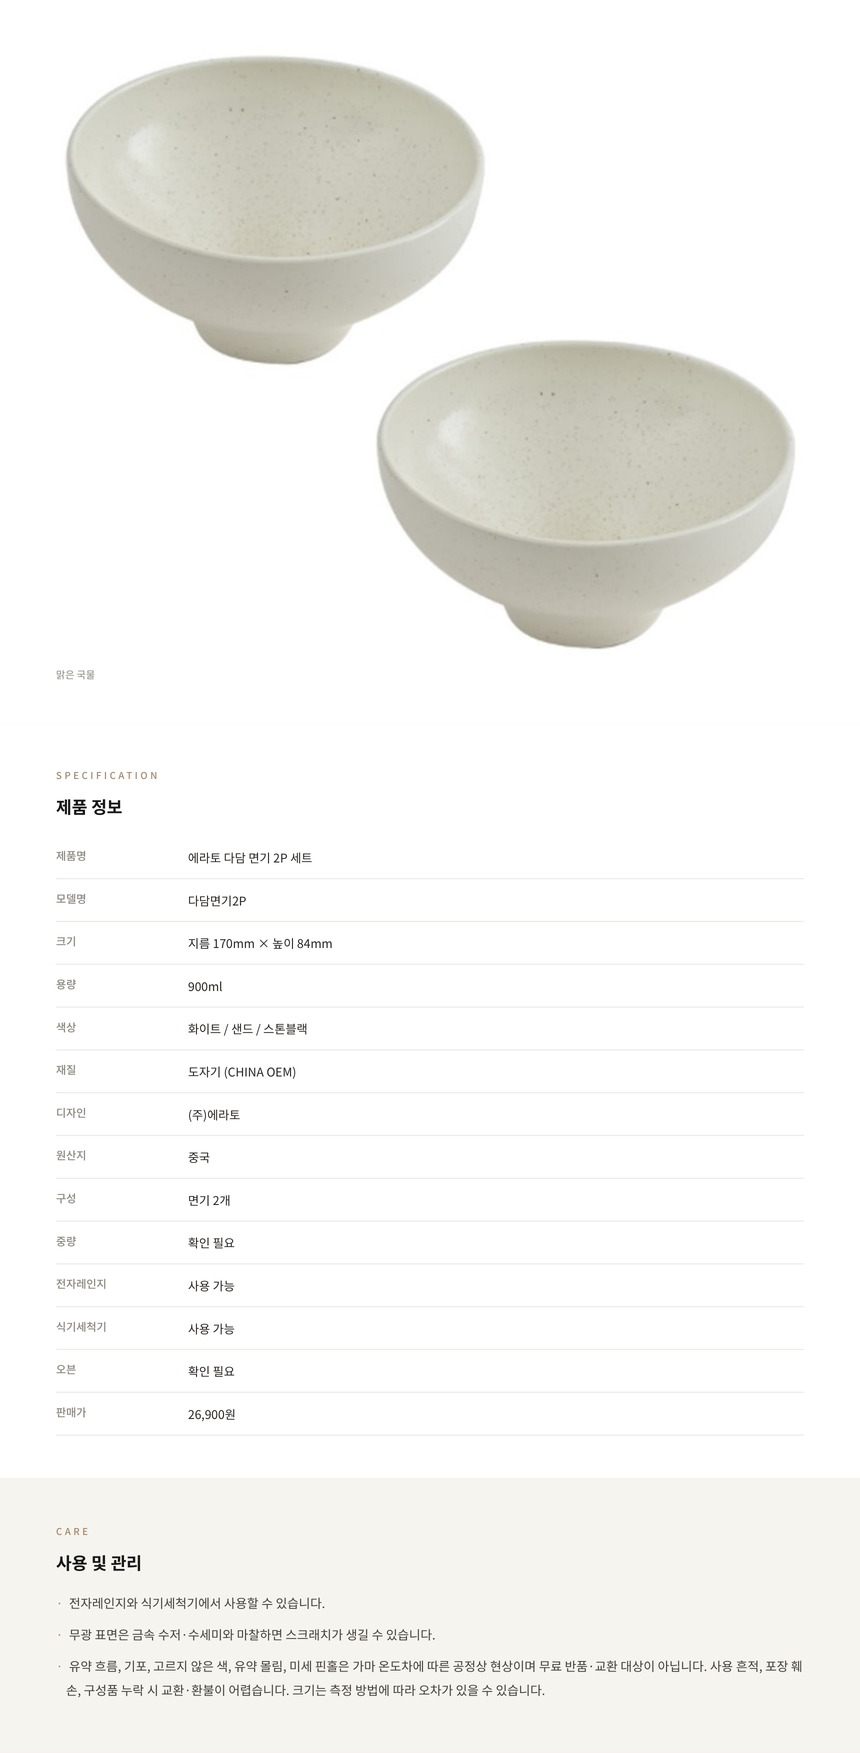 맑은 국물
SPECIFICATION
제품 정보
제품명 에라토 다담 면기 2P 세트
모델명 다담면기2P
크기 지름 170mm × 높이 84mm
용량 900ml
색상 화이트 / 샌드 / 스톤블랙
재질 도자기 (CHINA OEM)
디자인 (주)에라토
원산지 중국
구성 면기 2개
중량 확인 필요
전자레인지 사용 가능
식기세척기 사용 가능
오븐 확인 필요
판매가 26,900원
CARE
사용 및 관리
· 전자레인지와 식기세척기에서 사용할 수 있습니다.
· 무광 표면은 금속 수저·수세미와 마찰하면 스크래치가 생길 수 있습니다.
· 유약 흐름, 기포, 고르지 않은 색, 유약 몰림, 미세 핀홀은 가마 온도차에 따른 공정상 현상이며 무료 반품·교환 대상이 아닙니다. 사용 흔적, 포장 훼
손, 구성품 누락 시 교환·환불이 어렵습니다. 크기는 측정 방법에 따라 오차가 있을 수 있습니다.